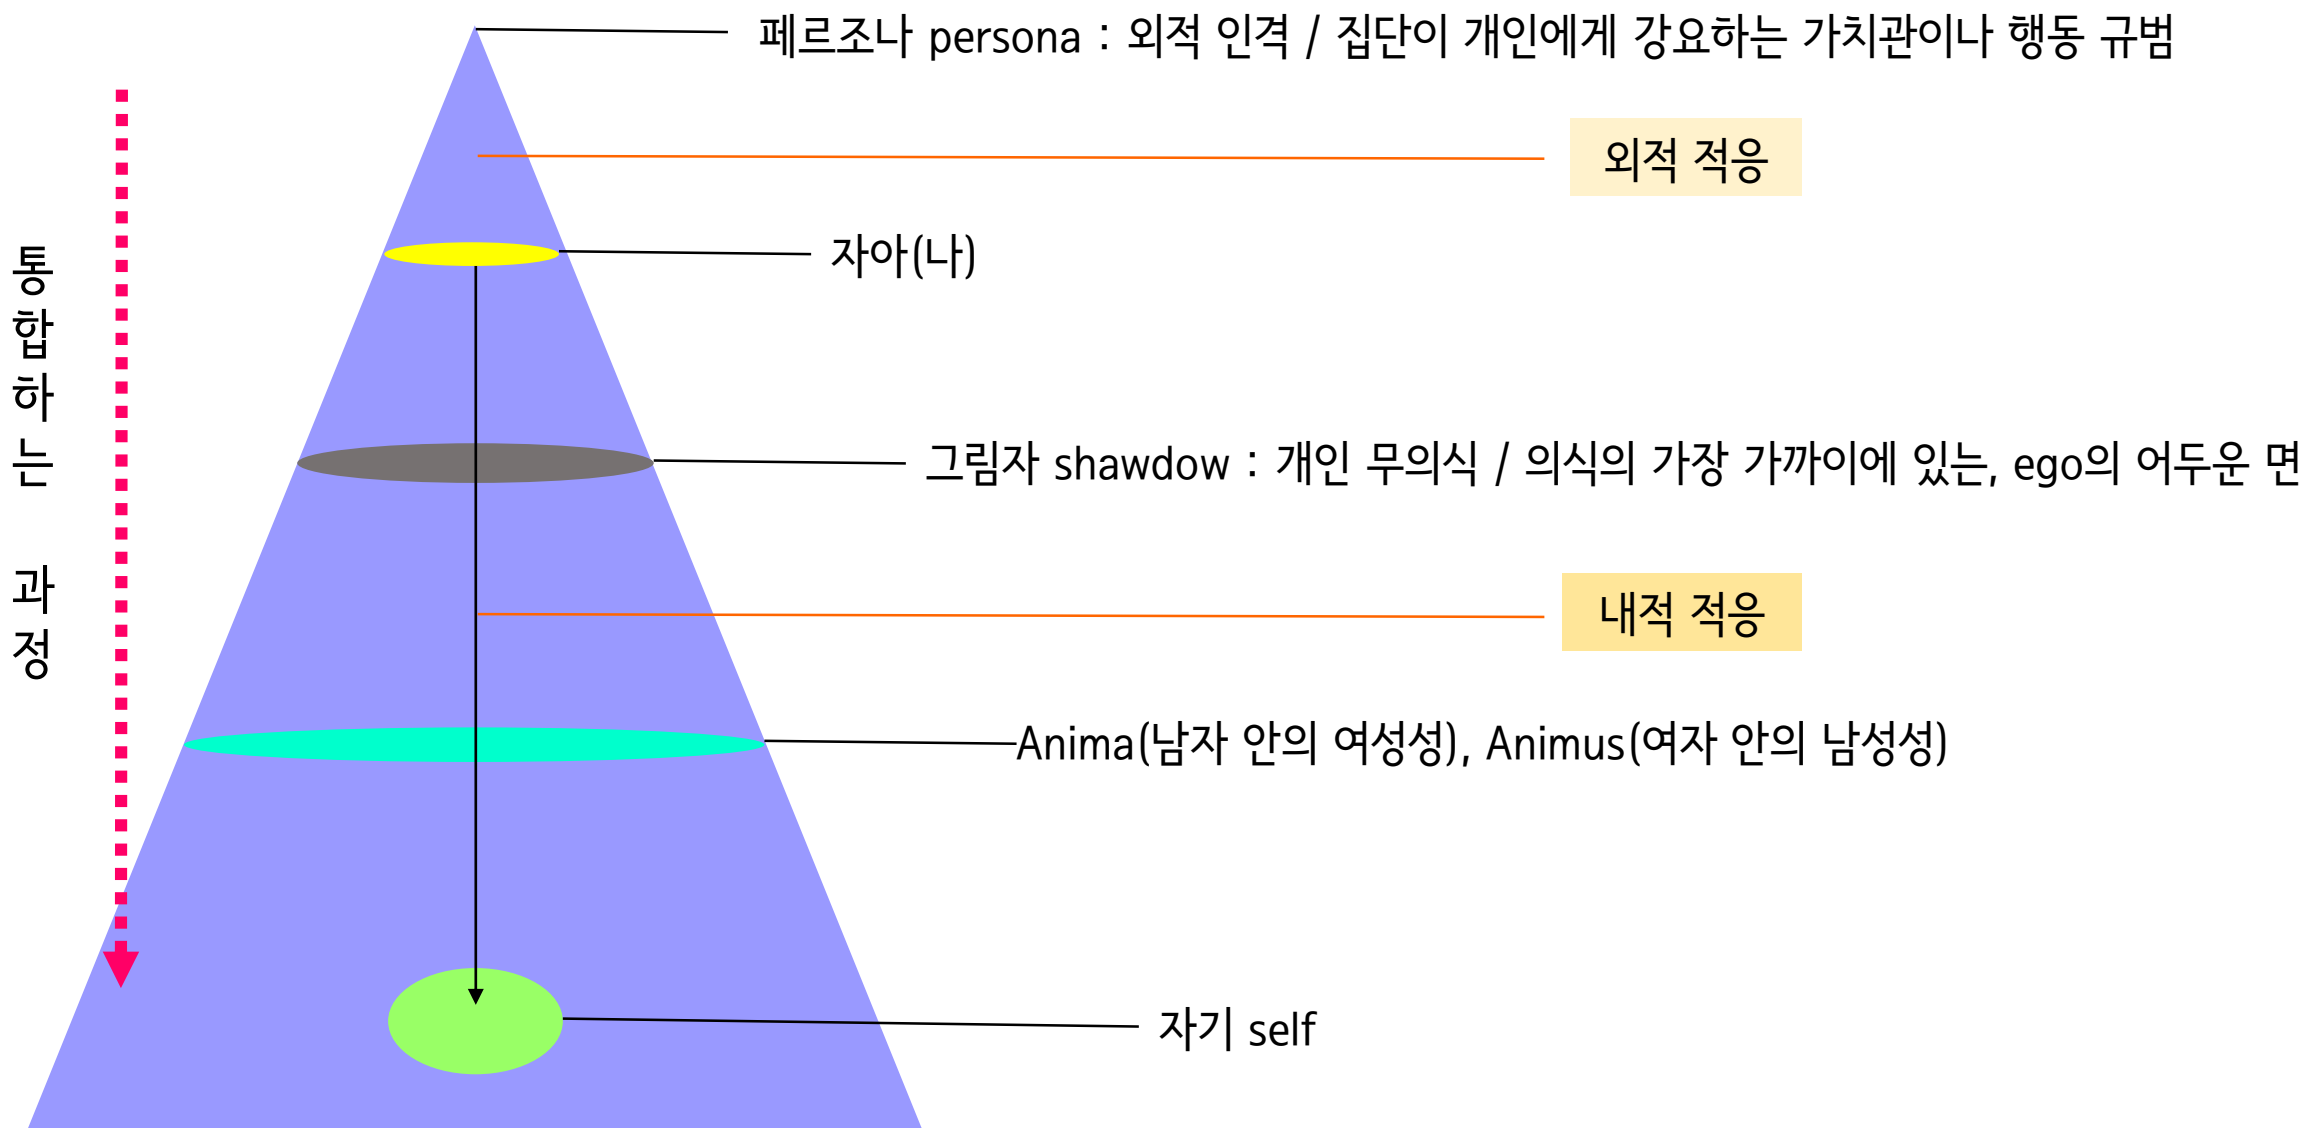 페르조나 persona : 외적 인격 / 집단이 개인에게 강요하는 가치관이나 행동 규범
외적 적응
자아(나)
통합하는 과정
그림자 shawdow : 개인 무의식 / 의식의 가장 가까이에 있는, ego의 어두운 면
내적 적응
Anima(남자 안의 여성성), Animus(여자 안의 남성성)
자기 self